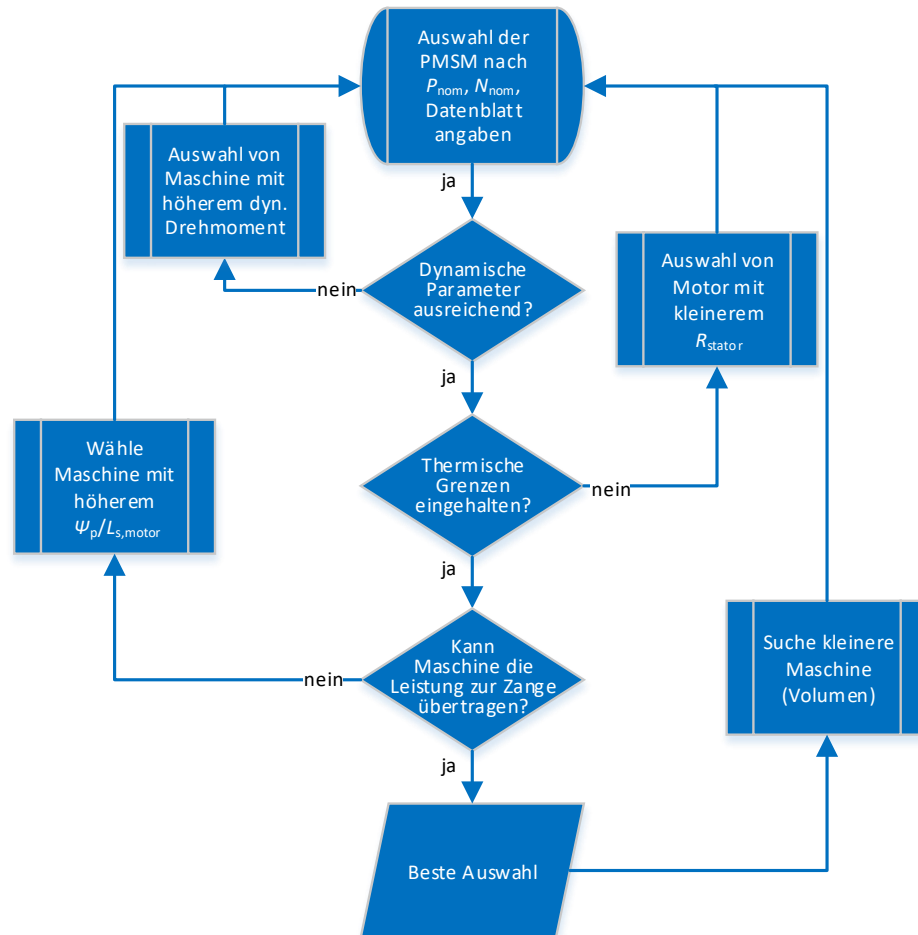 Auswahl der
PMSM nach
Pnom, Nnom,
Datenblatt
angaben
ja
Auswahl von
Maschine mit
höherem dyn.
Drehmoment
nein
Dynamische
Parameter
ausreichend?
Auswahl von
Motor mit
kleinerem
Rstator
ja
Wähle
Maschine mit
höherem
Ψp/Ls,motor
Thermische
Grenzen
eingehalten?
nein
ja
Kann
Maschine die
Leistung zur Zange
übertragen?
nein
Suche kleinere
Maschine
(Volumen)
ja
Beste Auswahl